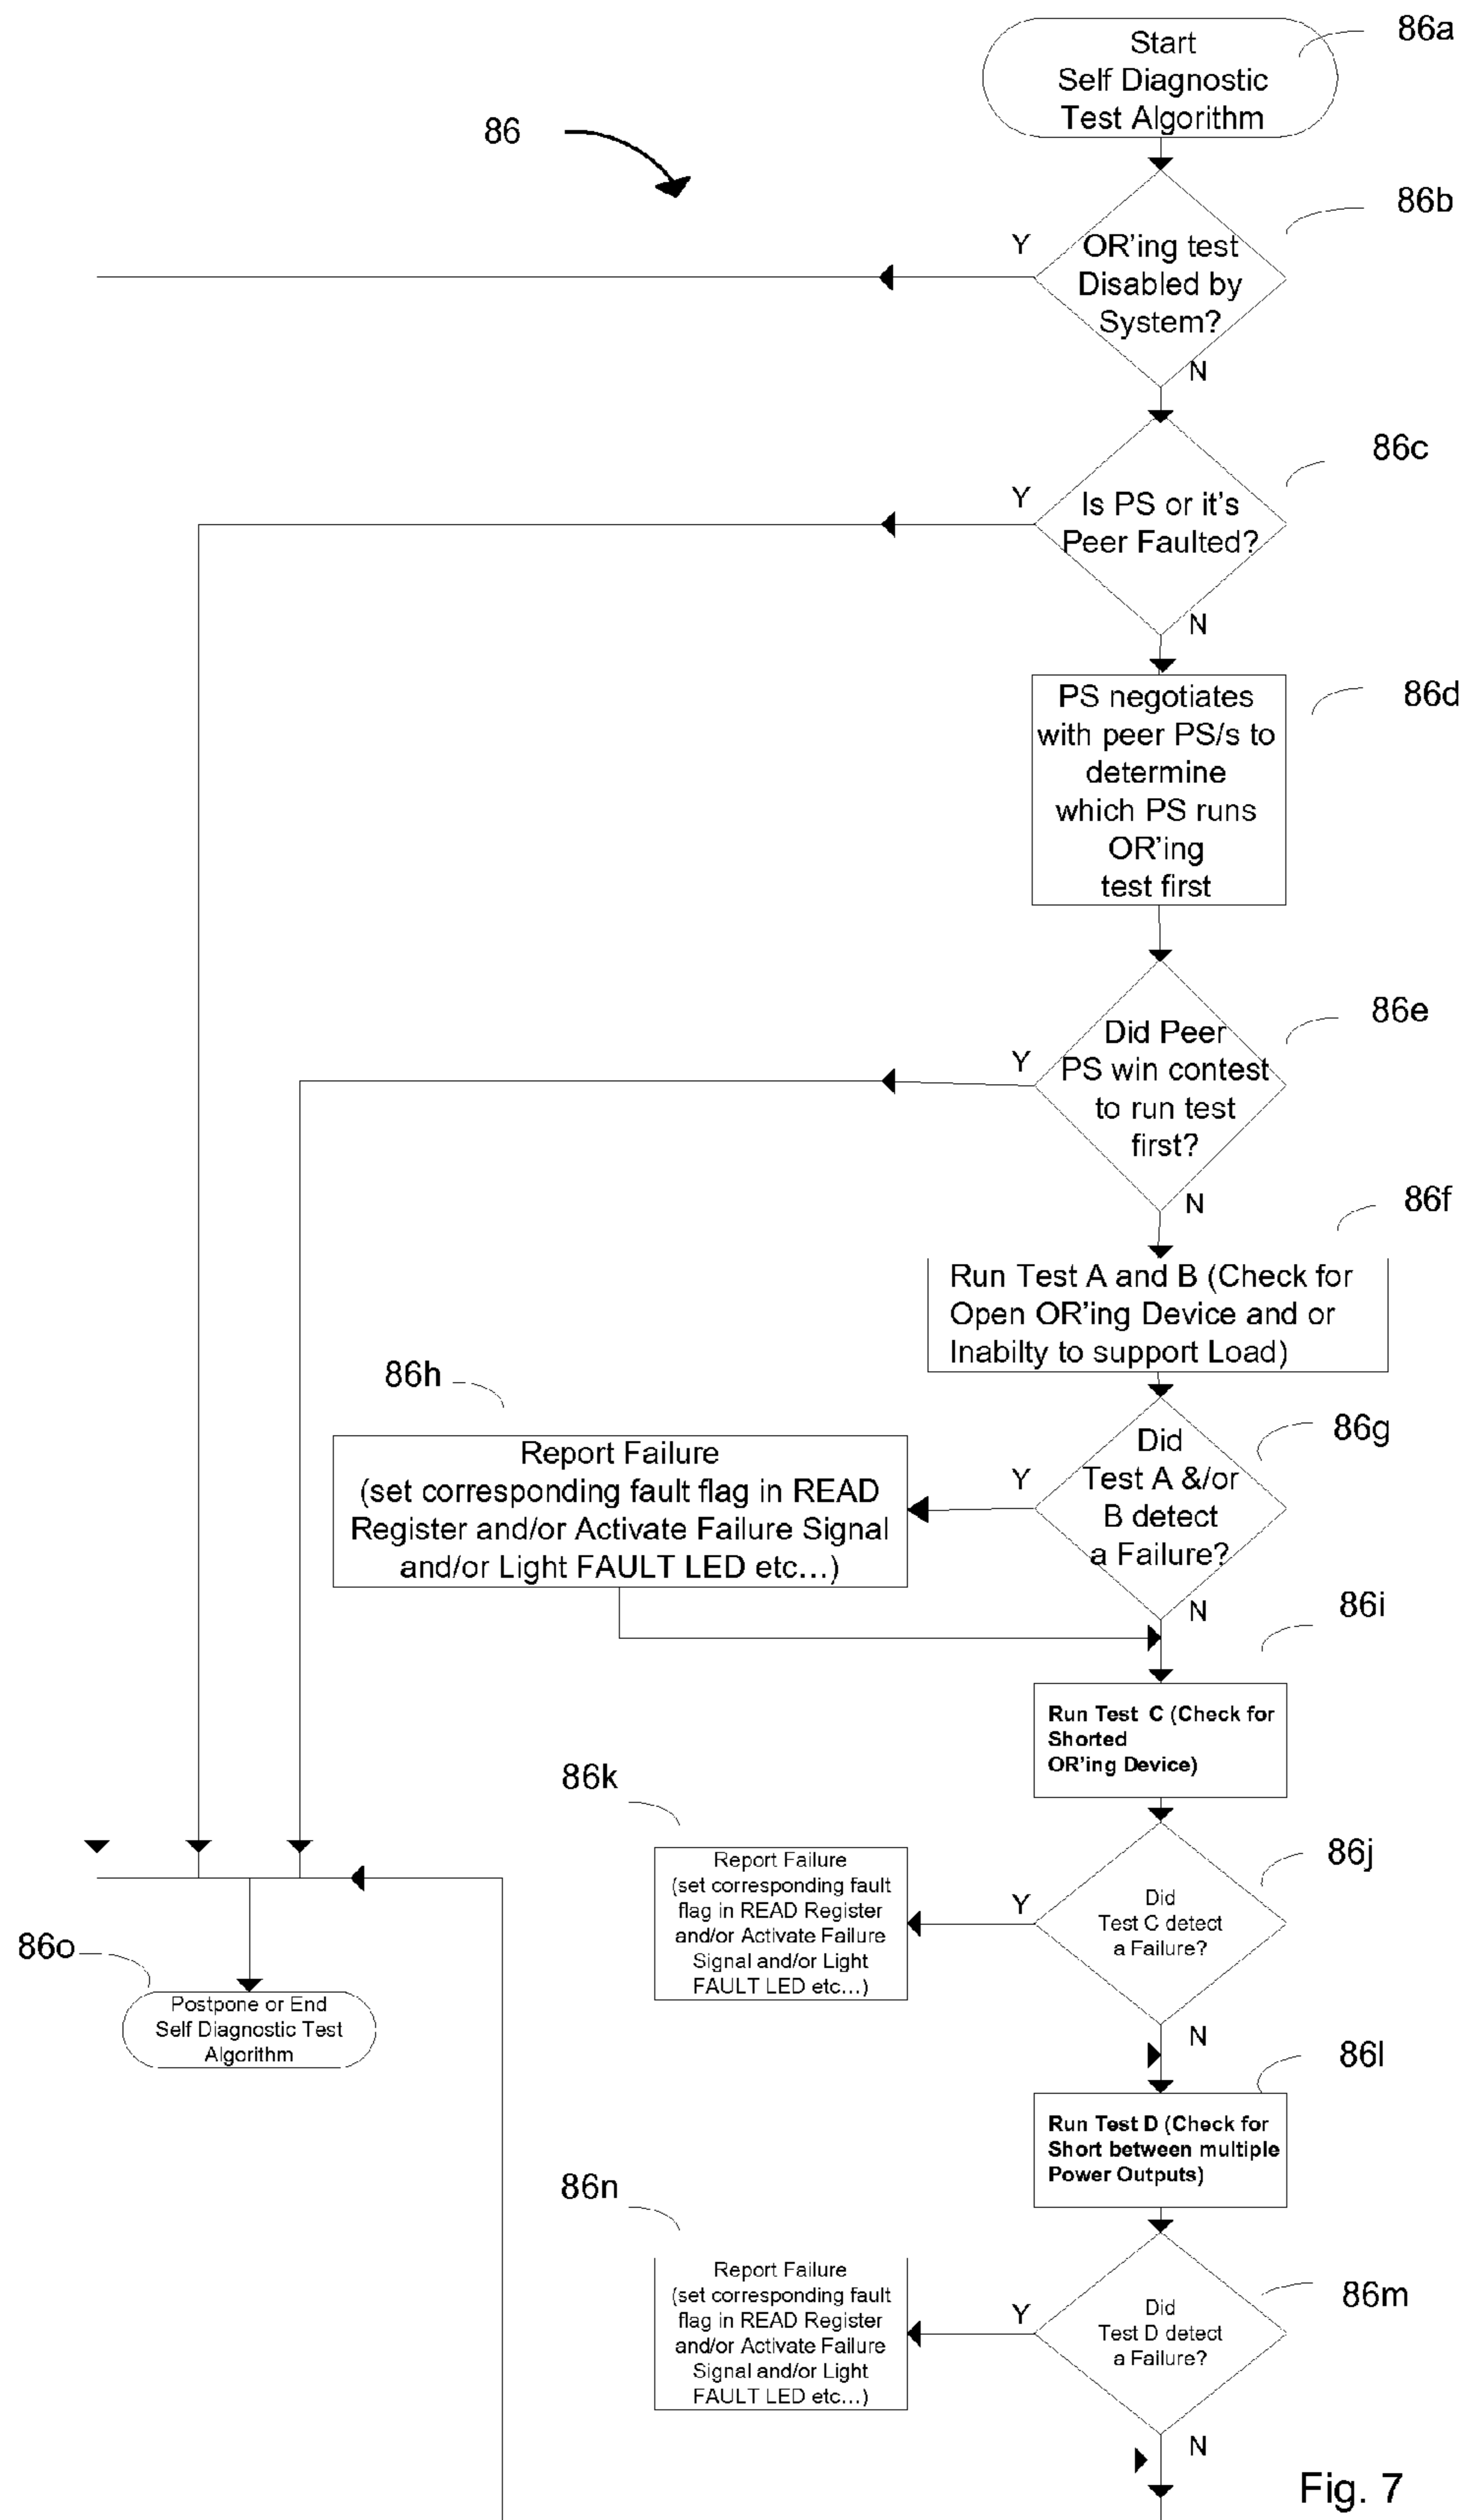 86a
Start
Self Diagnostic
Test Algorithm
86
86b
Y
OR'ing test
Disabled by
System?
N
86c
Y
Is PS or it's
Peer Faulted?
N
86d
PS negotiates
with peer PS/s to
determine
which PS runs
OR'ing
test first
86e
Y
Did Peer
PS win contest
to run test
first?
N
86f
Run Test A and B (Check for
Open OR'ing Device and or
Inabilty to support Load)
86h
86g
Report Failure
(set corresponding fault flag in READ
Register and/or Activate Failure Signal
and/or Light FAULT LED etc...)
Y
Did
Test A &/or
B detect
a Failure?
N
86i
Run Test C (Check for
Shorted
OR'ing Device)
86k
86j
Report Failure
(set corresponding fault
flag in READ Register
and/or Activate Failure
Signal and/or Light
FAULT LED etc...)
Y
Did
Test C detect
a Failure?
N
86o
Postpone or End
Self Diagnostic Test
Algorithm
86l
Run Test D (Check for
Short between multiple
Power Outputs)
86n
86m
Report Failure
(set corresponding fault
flag in READ Register
and/or Activate Failure
Signal and/or Light
FAULT LED etc...)
Y
Did
Test D detect
a Failure?
N
Fig. 7